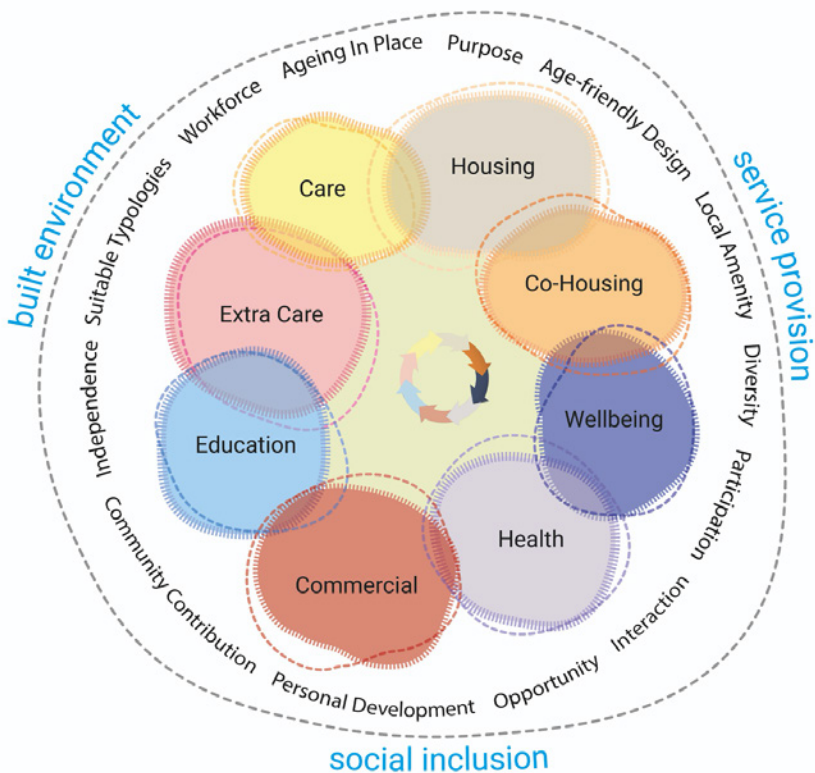 built environment
service provision
social inclusion
Ageing In Place
Purpose
Age-friendly Design
Local Amenity
Diversity
Participation
Interaction
Opportunity
Personal Development
Community Contribution
Independence
Suitable Typologies
Workforce
Care
Housing
Co-Housing
Wellbeing
Health
Commercial
Education
Extra Care